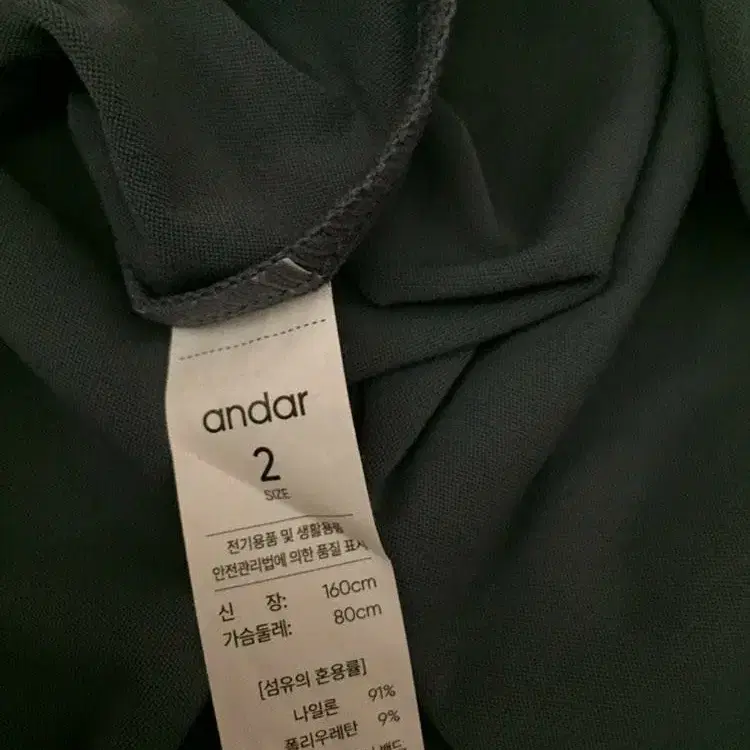 andar
2
SIZE
전기용품 및 생활용품
안전관리법에 의한 품질 표시
신 장: 160cm
가슴둘레: 80cm
[섬유의 혼용률]
나일론 91%
폴리우레탄 9%